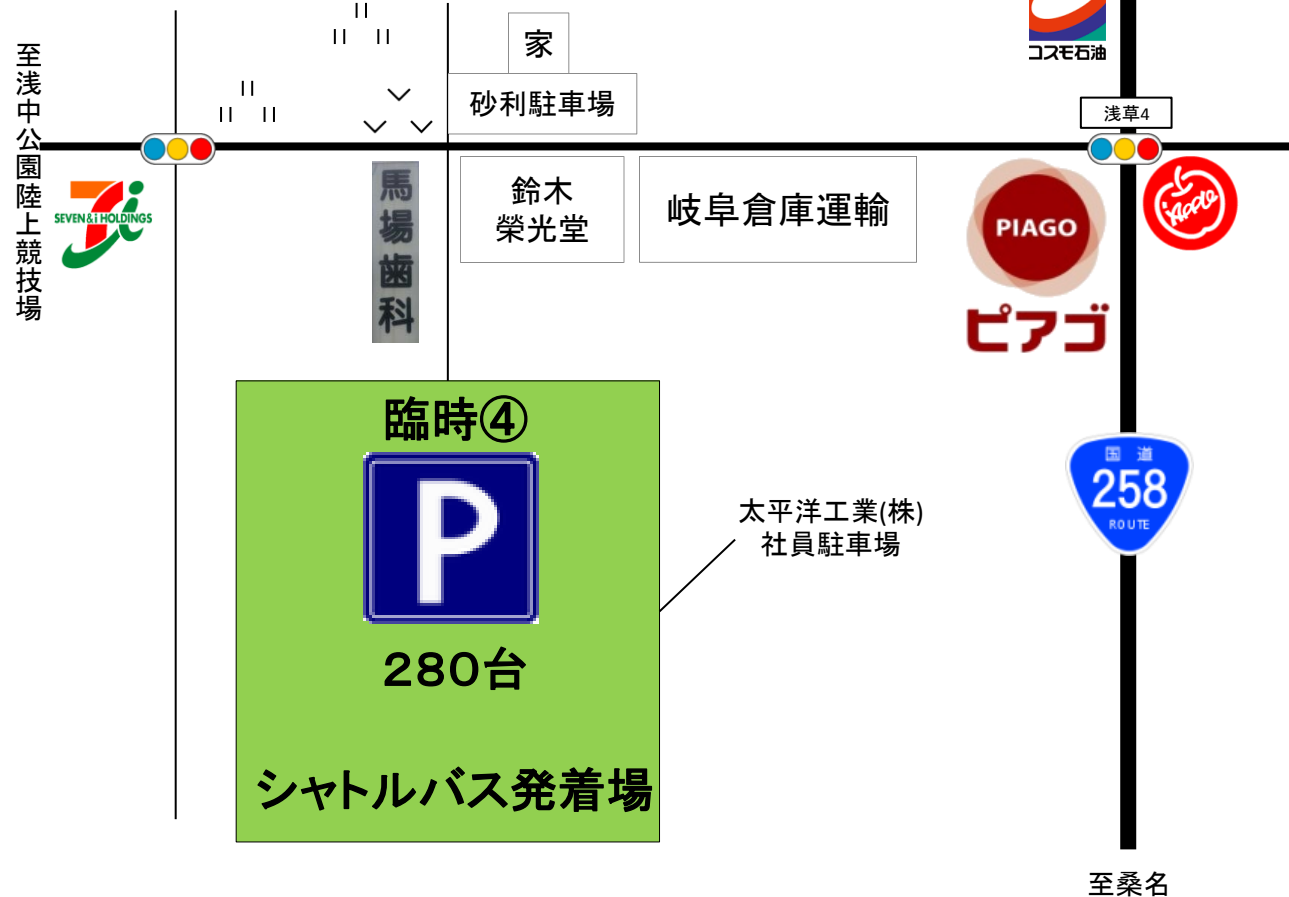 コスモ石油
家
砂利駐車場
浅草4
至浅中公園陸上競技場
SEVEN&i HOLDINGS
馬場歯科
鈴木
榮光堂
岐阜倉庫運輸
PIAGO
ピアゴ
Apple
臨時④
P
280台
シャトルバス発着場
太平洋工業(株)
社員駐車場
国道
258
ROUTE
至桑名